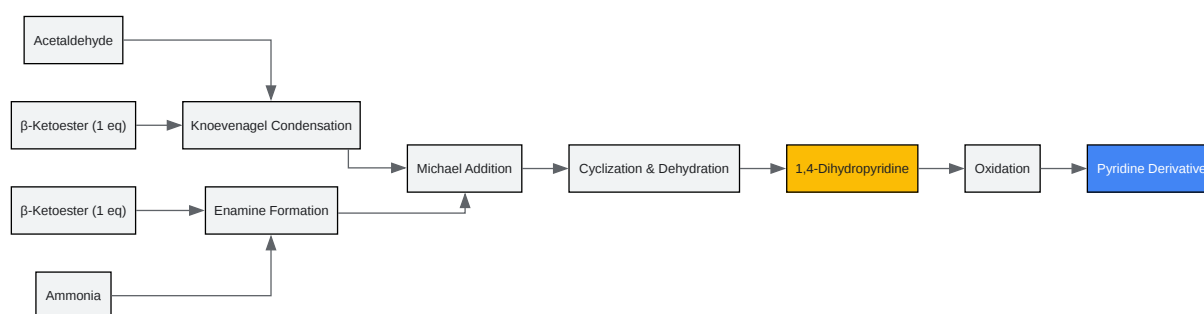 Acetaldehyde
β-Ketoester (1 eq)
Knoevenagel Condensation
Michael Addition
Cyclization & Dehydration
1,4-Dihydropyridine
Oxidation
Pyridine Derivative
β-Ketoester (1 eq)
Enamine Formation
Ammonia